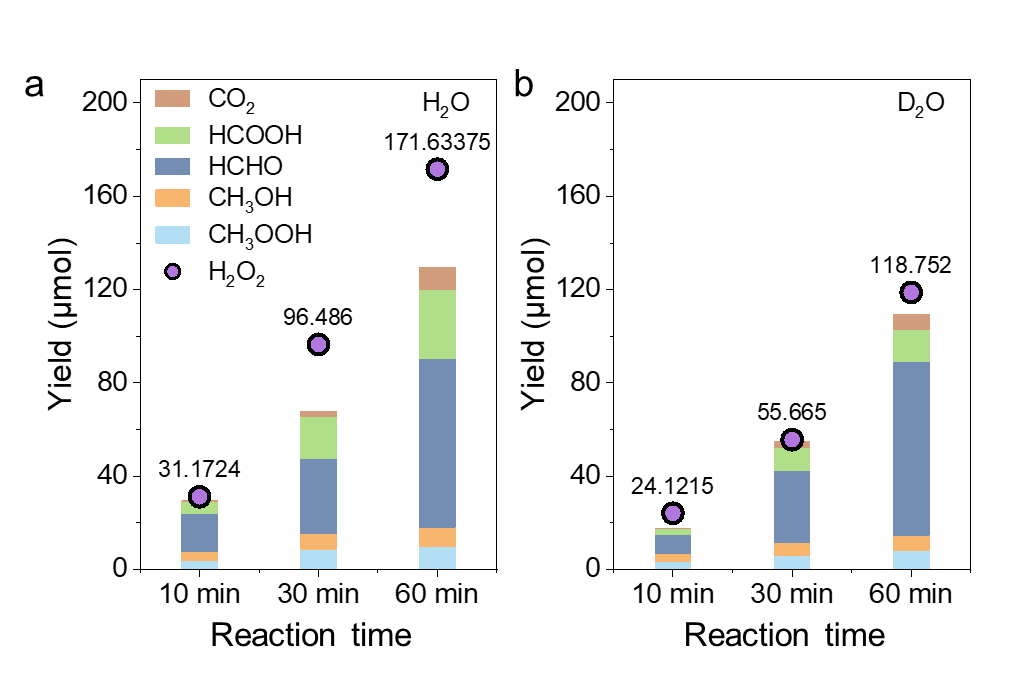 a
Yield (μmol)
200
160
120
80
40
0
CO₂
HCOOH
HCHO
CH₃OH
CH₃OOH
H₂O₂
H₂O
171.63375
96.486
31.1724
10 min 30 min 60 min
Reaction time
b
Yield (μmol)
200
160
120
80
40
0
D₂O
118.752
55.665
24.1215
10 min 30 min 60 min
Reaction time